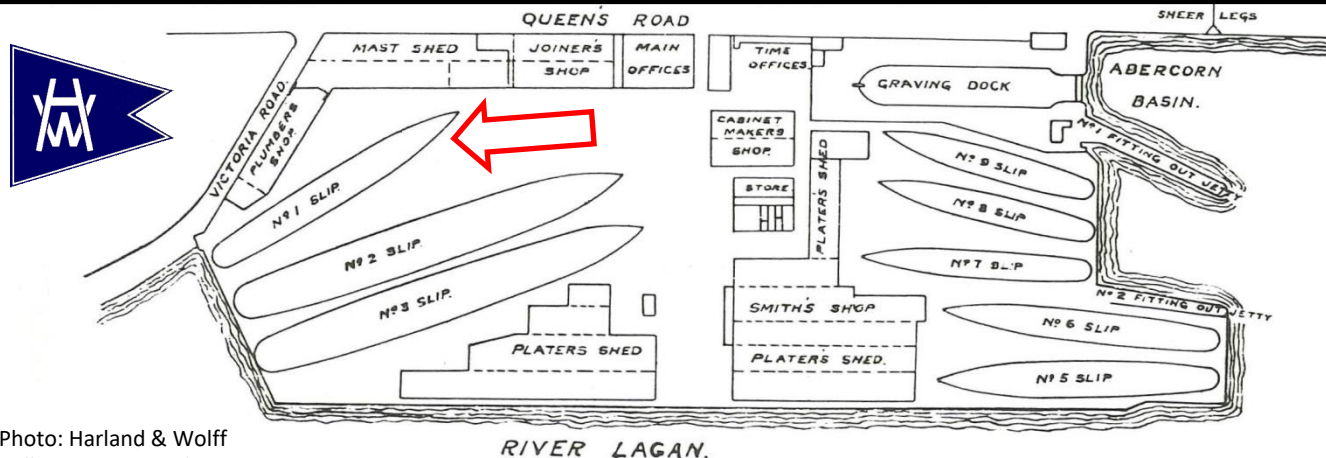 QUEEN'S ROAD
SHEER LEGS
MAST SHED
JOINER'S
SHOP
MAIN
OFFICES
TIME
OFFICES
GRAVING DOCK
ABERCORN
BASIN.
VICTORIA ROAD.
PLUMBERS
SHOP.
CABINET
MAKERS
SHOP.
PLATER'S SHED
STORE
Nº 1 FITTING OUT JETTY
Nº 1 SLIP.
Nº 2 SLIP.
Nº 3 SLIP.
Nº 9 SLIP
Nº 8 SLIP
Nº 7 SLIP
Nº 2 FITTING OUT JETTY
Nº 6 SLIP
Nº 5 SLIP
SMITH'S SHOP
PLATERS SHED
PLATER'S SHED.
Photo: Harland & Wolff
RIVER LAGAN.